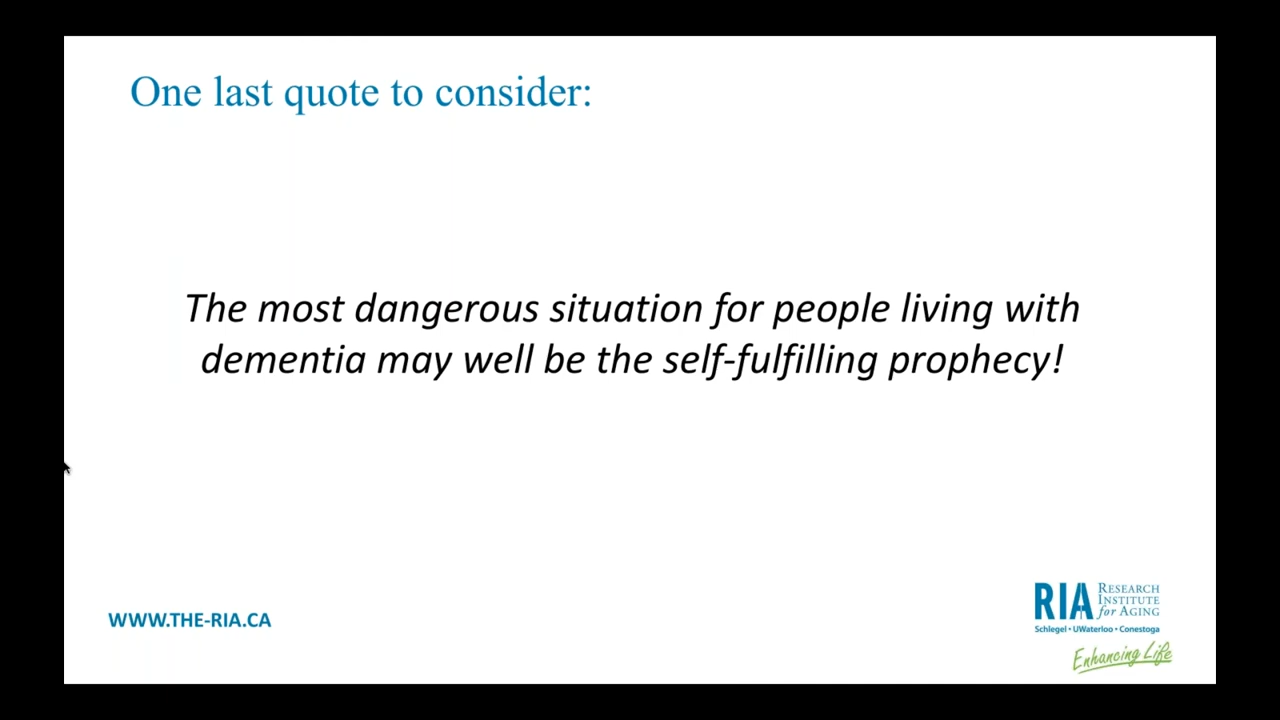 One last quote to consider:
The most dangerous situation for people living with
dementia may well be the self-fulfilling prophecy!
WWW.THE-RIA.CA
RIA
RESEARCH
INSTITUTE
for AGING
Schlegel • UWaterloo • Conestoga
Enhancing Life